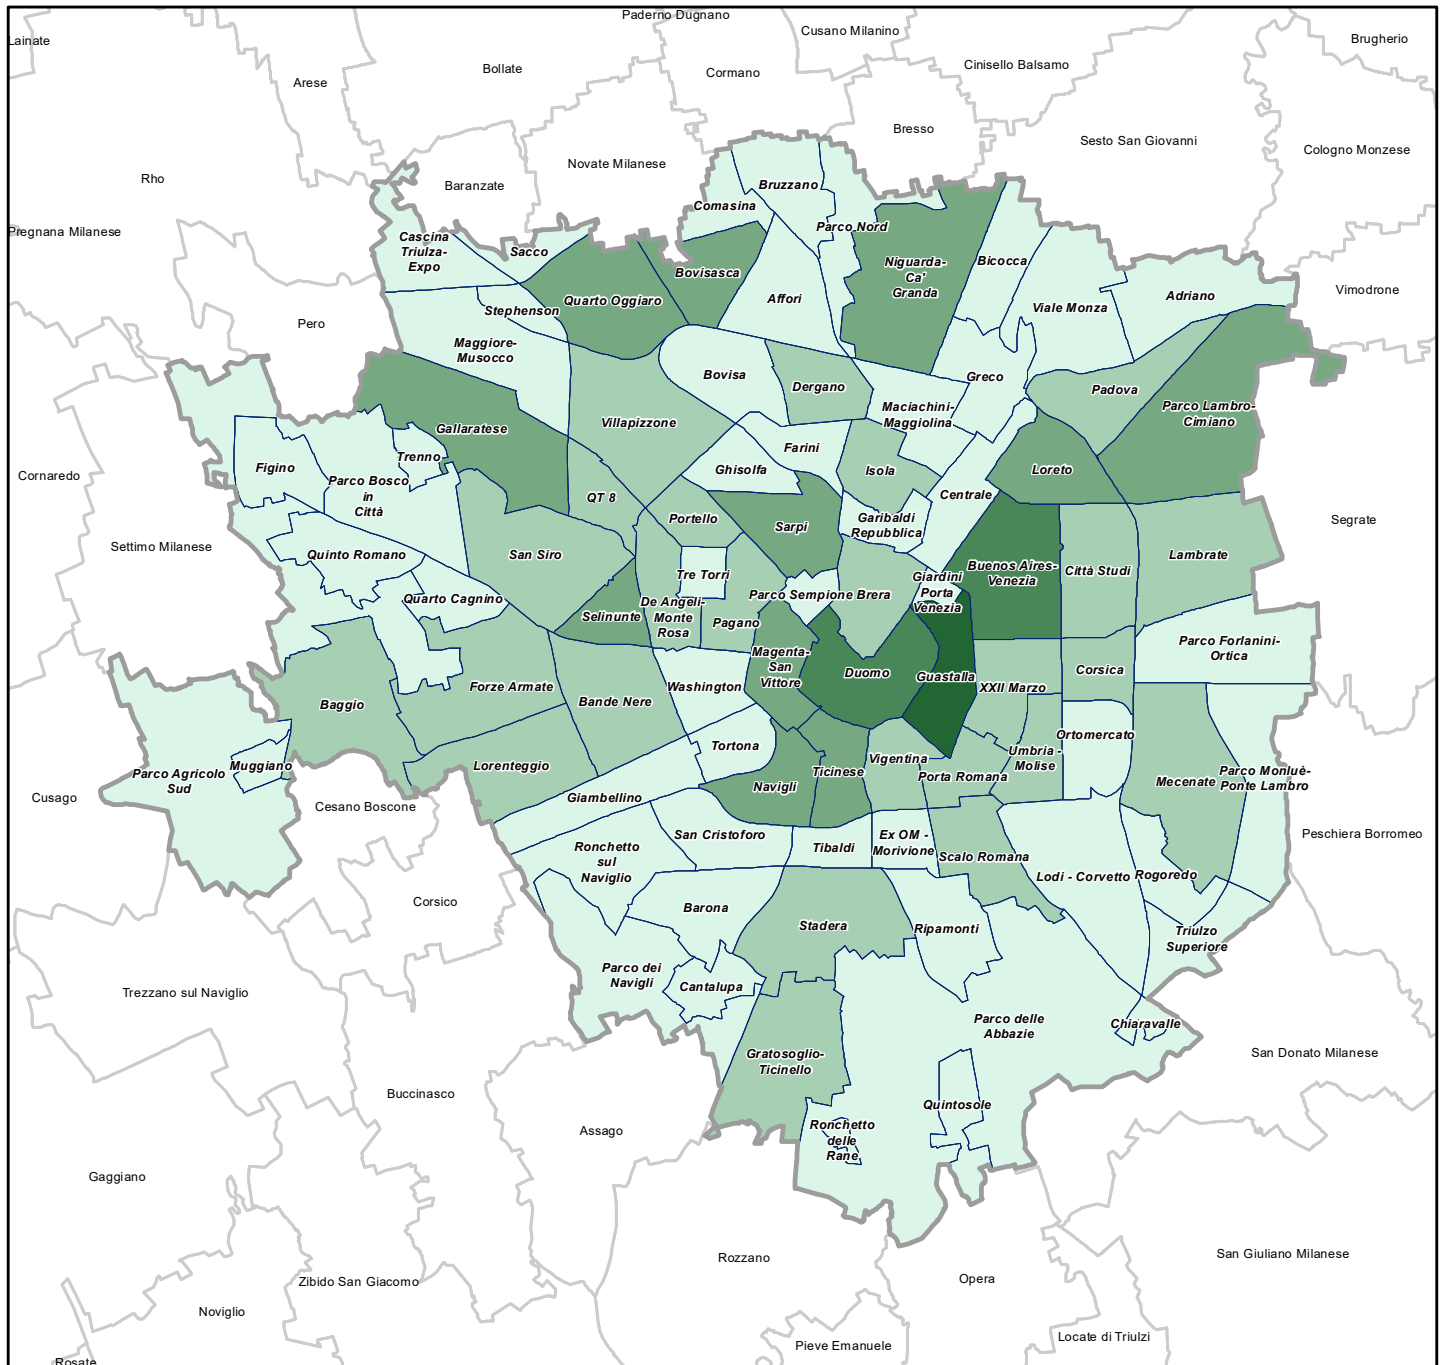 Paderno Dugnano
Lainate
Cusano Milanino
Brugherio
Bollate
Cormano
Cinisello Balsamo
Arese
Bresso
Sesto San Giovanni
Cologno Monzese
Novate Milanese
Rho
Baranzate
Bruzzano
Comasina
Parco Nord
Pregnana Milanese
Cascina
Triulza-
Expo
Sacco
Bovisasca
Niguarda-
Ca'
Granda
Bicocca
Vimodrone
Quarto Oggiaro
Affori
Adriano
Stephenson
Viale Monza
Pero
Maggiore-
Musocco
Bovisa
Dergano
Greco
Padova
Maciachini-
Maggiolina
Parco Lambro-
Cimiano
Gallaratese
Villapizzone
Farini
Trenno
Figino
Ghisolfa
Isola
Loreto
Cornaredo
Parco Bosco
in
Città
QT 8
Centrale
Portello
Sarpi
Garibaldi
Repubblica
Segrate
Settimo Milanese
Quinto Romano
San Siro
Lambrate
Tre Torri
Giardini
Porta
Venezia
Buenos Aires-
Venezia
Città Studi
Quarto Cagnino
Parco Sempione
Brera
Selinunte
De Angeli-
Monte
Rosa
Pagano
Parco Forlanini-
Ortica
Magenta-
San
Vittore
Duomo
Guastalla
Corsica
Forze Armate
Washington
XXII Marzo
Baggio
Bande Nere
Tortona
Ortomercato
Umbria -
Molise
Muggiano
Lorenteggio
Ticinese
Vigentina
Porta Romana
Parco Agricolo
Sud
Navigli
Mecenate
Parco Monluè-
Ponte Lambro
Cusago
Cesano Boscone
Giambellino
San Cristoforo
Tibaldi
Ex OM -
Morivione
Peschiera Borromeo
Ronchetto
sul
Naviglio
Scalo Romana
Lodi - Corvetto
Rogoredo
Corsico
Barona
Stadera
Ripamonti
Triulzo
Superiore
Parco dei
Navigli
Cantalupa
Trezzano sul Naviglio
Parco delle
Abbazie
Chiaravalle
Gratosoglio-
Ticinello
San Donato Milanese
Buccinasco
Quintosole
Assago
Ronchetto
delle
Rane
Gaggiano
Rozzano
San Giuliano Milanese
Zibido San Giacomo
Opera
Noviglio
Locate di Triulzi
Pieve Emanuele
Rosate